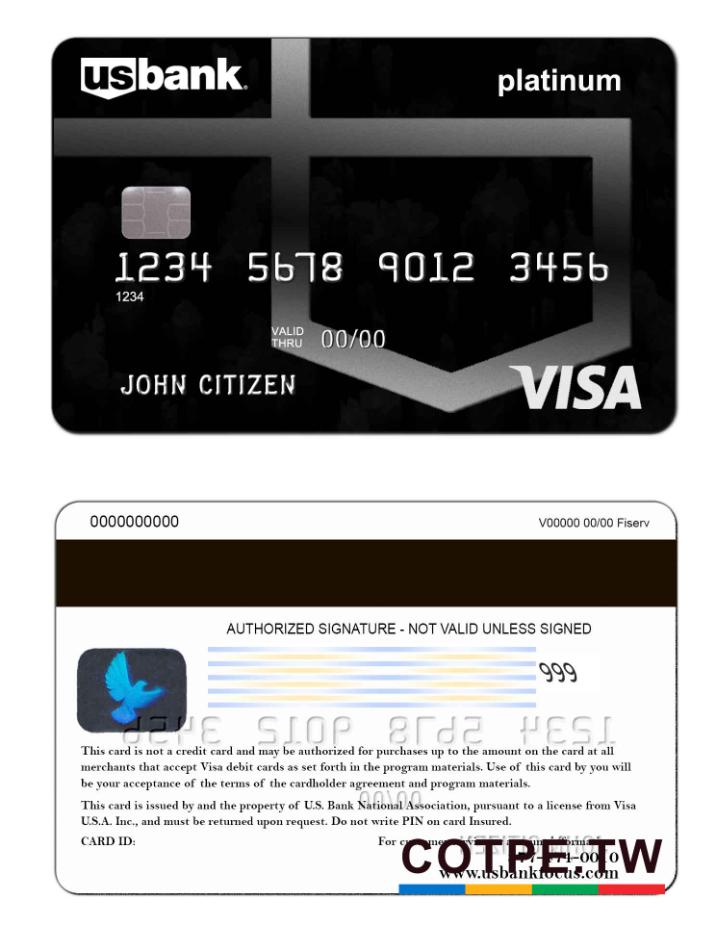 usbank.
platinum
1234 5678 9012 3456
1234
VALID THRU 00/00
JOHN CITIZEN
VISA
0000000000
V00000 00/00 Fiserv
AUTHORIZED SIGNATURE - NOT VALID UNLESS SIGNED
999
This card is not a credit card and may be authorized for purchases up to the amount on the card at all
merchants that accept Visa debit cards as set forth in the program materials. Use of this card by you will
be your acceptance of the terms of the cardholder agreement and program materials.
This card is issued by and the property of U.S. Bank National Association, pursuant to a license from Visa
U.S.A. Inc., and must be returned upon request. Do not write PIN on card Insured.
CARD ID:
For
COTPE.TW
www.usbankfocus.com